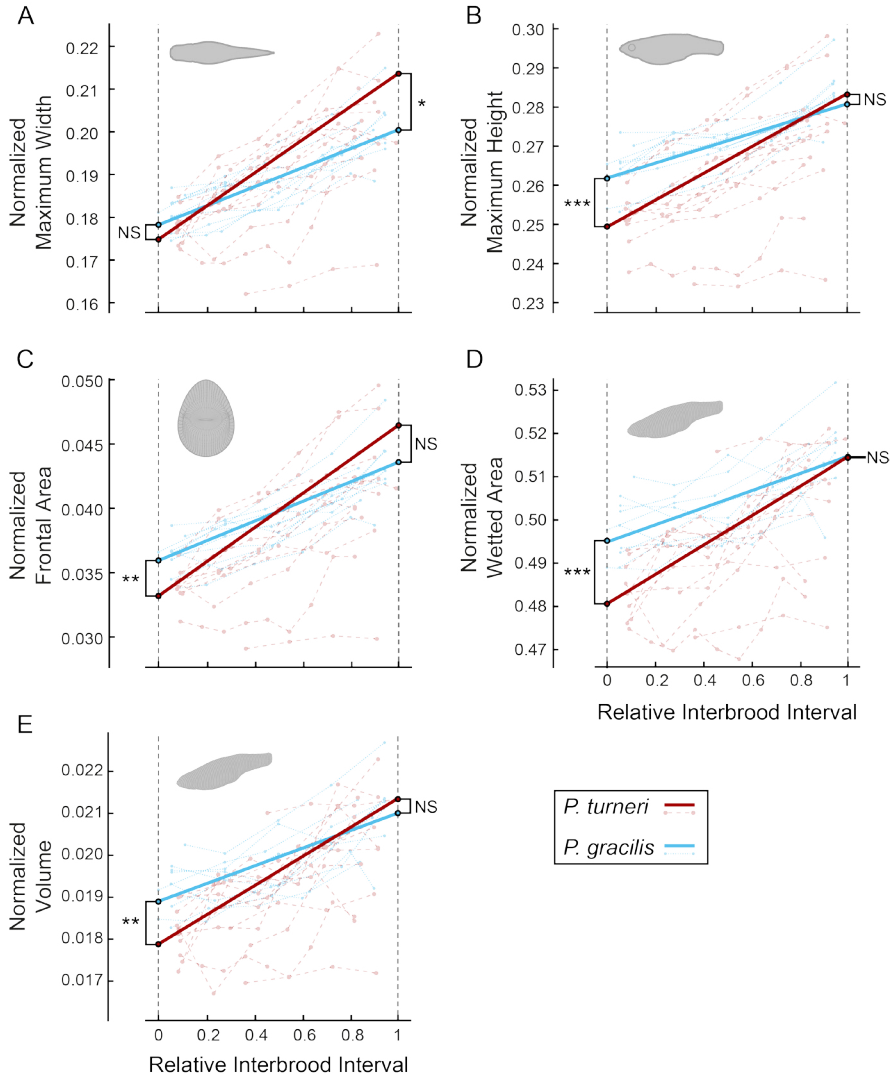 A
Normalized
Maximum Width
0.22
0.21
0.20
0.19
0.18
0.17
0.16
NS
*
B
Normalized
Maximum Height
0.30
0.29
0.28
0.27
0.26
0.25
0.24
0.23
***
NS
C
Normalized
Frontal Area
0.050
0.045
0.040
0.035
0.030
**
NS
D
Normalized
Wetted Area
0.53
0.52
0.51
0.50
0.49
0.48
0.47
***
NS
0 0.2 0.4 0.6 0.8 1
Relative Interbrood Interval
E
Normalized
Volume
0.022
0.021
0.020
0.019
0.018
0.017
**
NS
0 0.2 0.4 0.6 0.8 1
Relative Interbrood Interval
P. turneri
P. gracilis